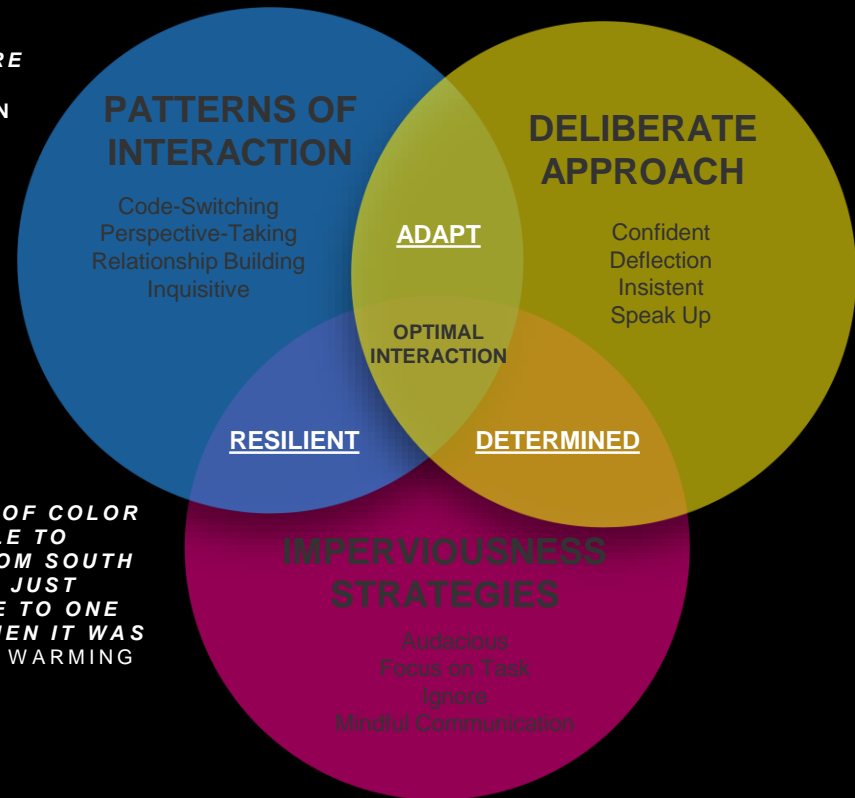 RE
N
PATTERNS OF
INTERACTION
Code-Switching
Perspective-Taking
Relationship Building
Inquisitive
DELIBERATE
APPROACH
Confident
Deflection
Insistent
Speak Up
ADAPT
OPTIMAL
INTERACTION
RESILIENT
DETERMINED
OF COLOR
LE TO
OM SOUTH
JUST
E TO ONE
HEN IT WAS
WARMING
IMPERVIOUSNESS
STRATEGIES
Audacious
Focus on Task
Ignore
Mindful Communication